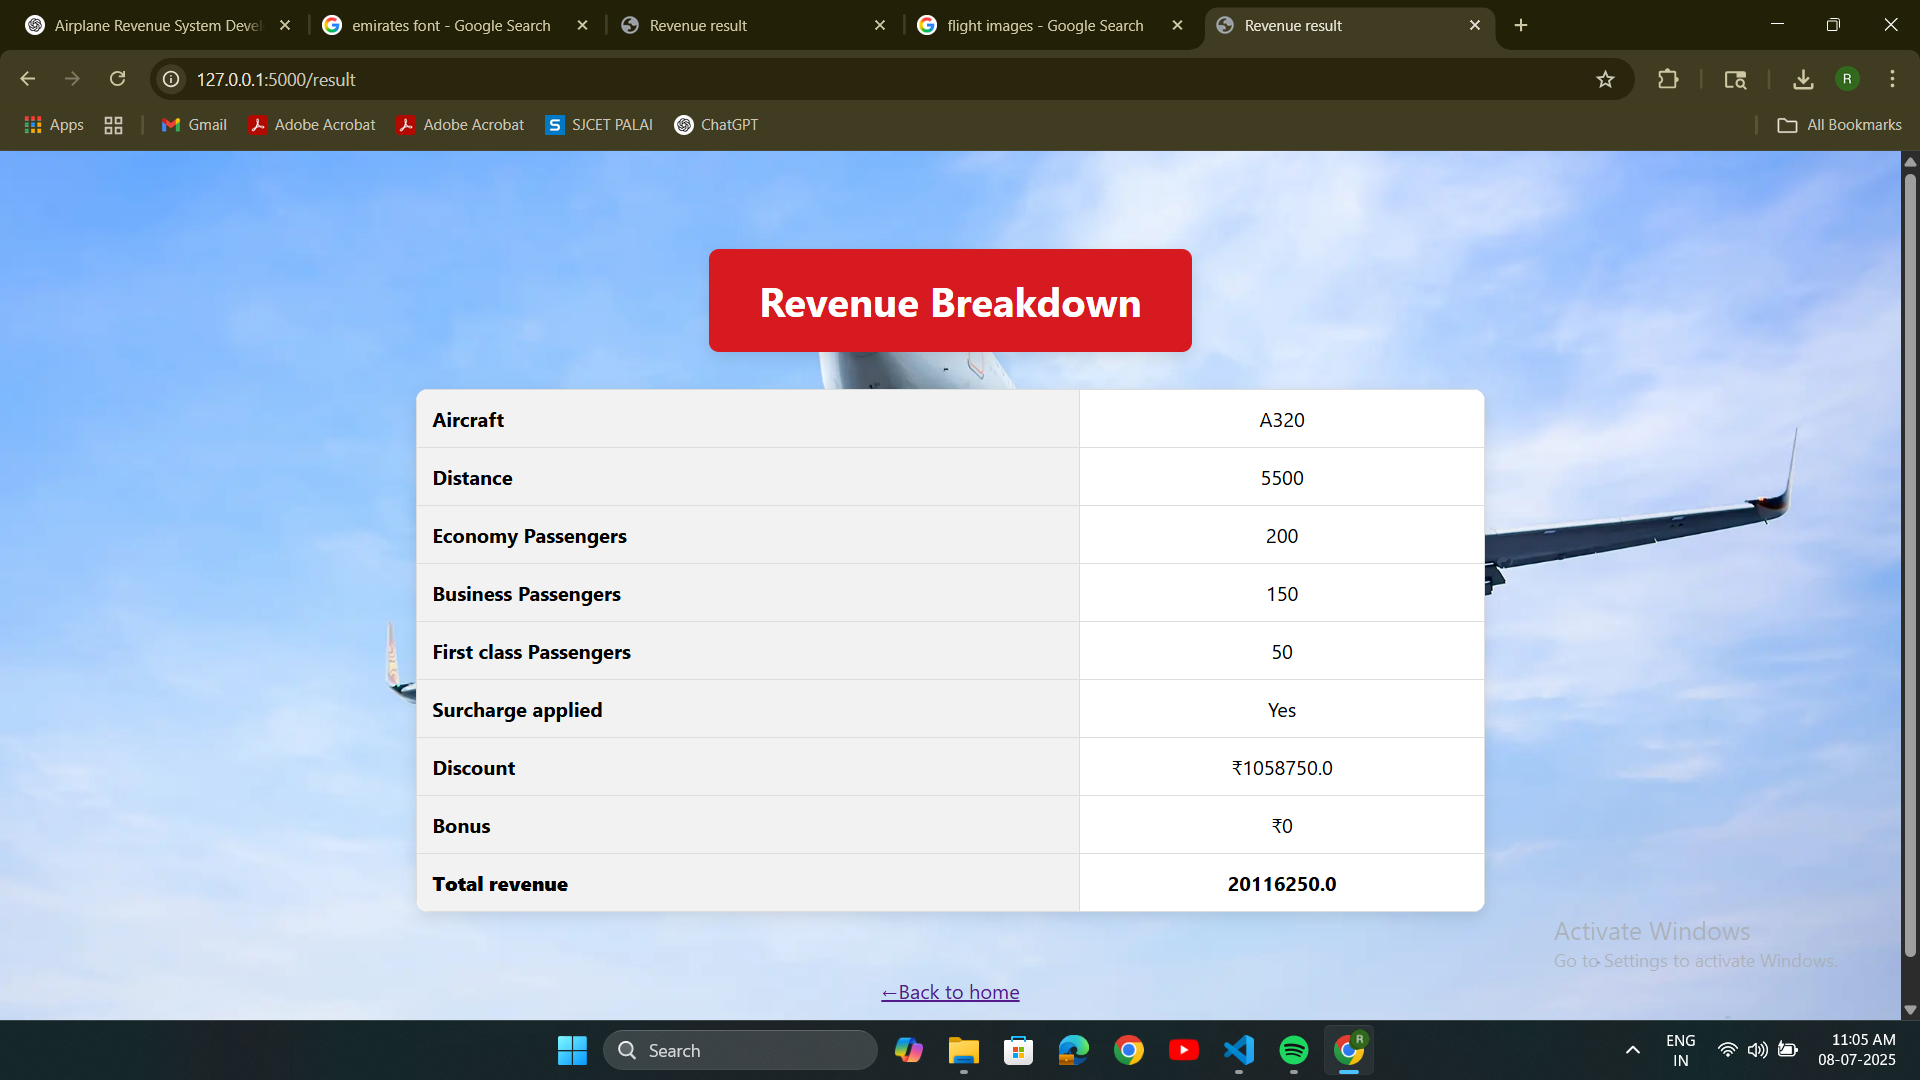 Airplane Revenue System Devel
emirates font - Google Search
Revenue result
flight images - Google Search
Revenue result
127.0.0.1:5000/result
R
Apps
Gmail
Adobe Acrobat
Adobe Acrobat
SJCET PALAI
ChatGPT
All Bookmarks
Revenue Breakdown
Aircraft A320
Distance 5500
Economy Passengers 200
Business Passengers 150
First class Passengers 50
Surcharge applied Yes
Discount ₹1058750.0
Bonus ₹0
Total revenue 20116250.0
←Back to home
Activate Windows
Go to Settings to activate Windows.
Search
R
ENG
IN
11:05 AM
08-07-2025